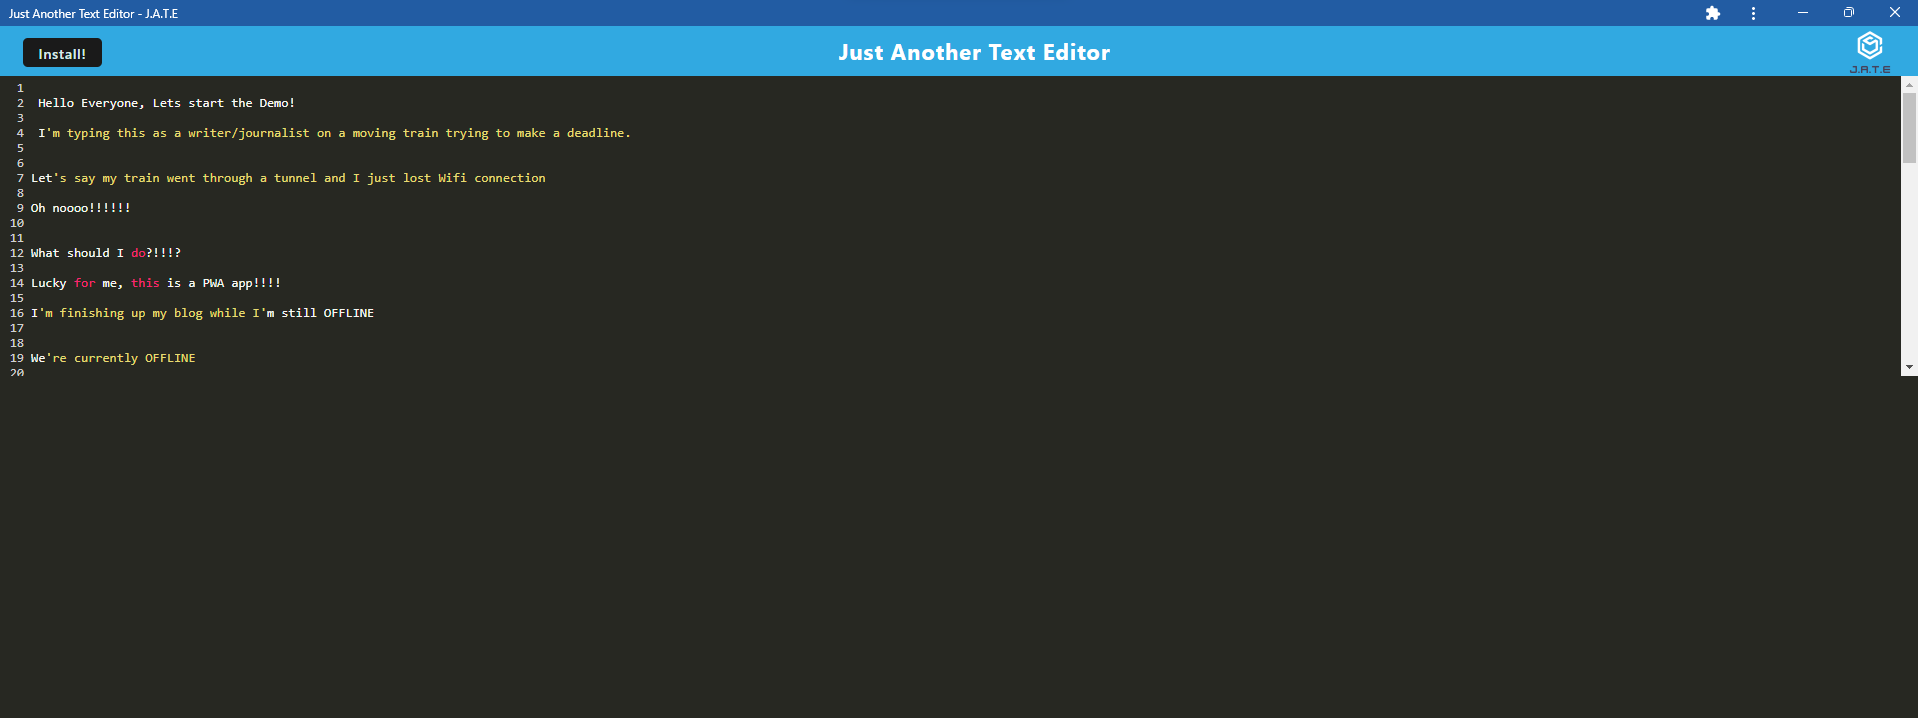 Just Another Text Editor - J.A.T.E
Install!
Just Another Text Editor
J.A.T.E
1
2 Hello Everyone, Lets start the Demo!
3
4 I'm typing this as a writer/journalist on a moving train trying to make a deadline.
5
6
7 Let's say my train went through a tunnel and I just lost Wifi connection
8
9 Oh noooo!!!!!!
10
11
12 What should I do?!!!?
13
14 Lucky for me, this is a PWA app!!!!
15
16 I'm finishing up my blog while I'm still OFFLINE
17
18
19 We're currently OFFLINE
20